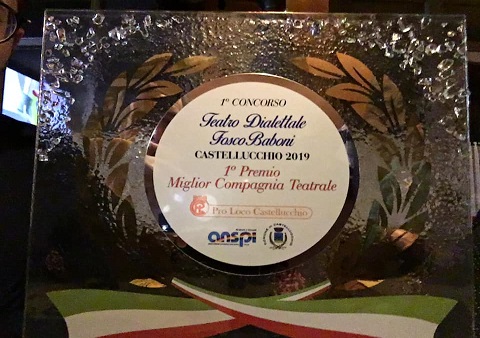 1° CONCORSO
Teatro Dialettale
Fosco Baboni
CASTELLUCCHIO 2019
1° Premio
Miglior Compagnia Teatrale
Pro Loco Castellucchio
anspi